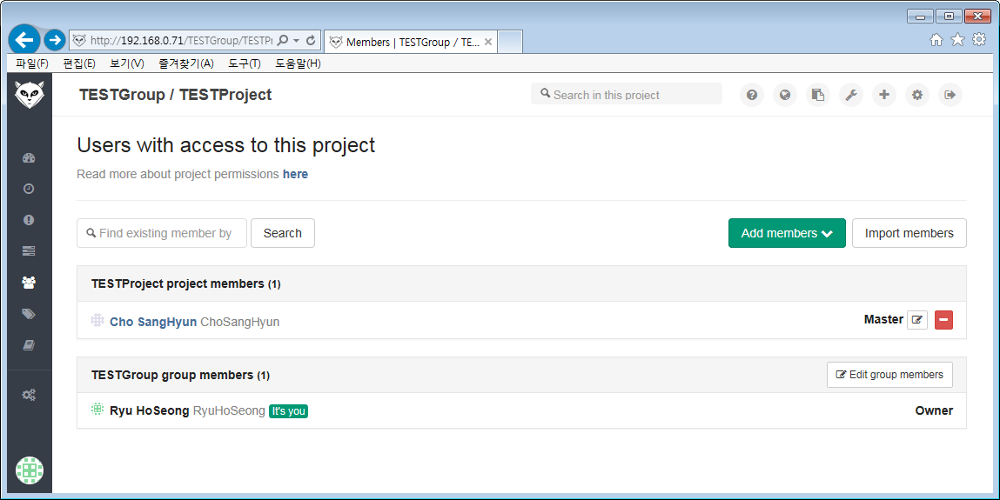 http://192.168.0.71/TESTGroup/TESTPr
Members | TESTGroup / TE...
파일(F) 편집(E) 보기(V) 즐겨찾기(A) 도구(T) 도움말(H)
TESTGroup / TESTProject
Search in this project
Users with access to this project
Read more about project permissions here
Find existing member by
Search
Add members
Import members
TESTProject project members (1)
Cho SangHyun ChoSangHyun
Master
TESTGroup group members (1)
Edit group members
Ryu HoSeong RyuHoSeong It's you
Owner